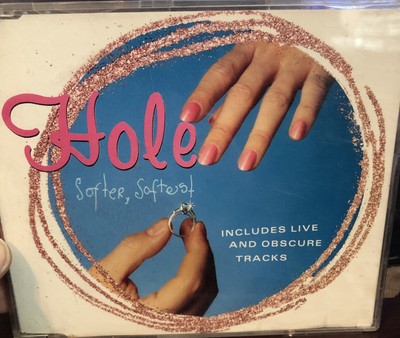 Hole
Softer, Softest
INCLUDES LIVE
AND OBSCURE
TRACKS